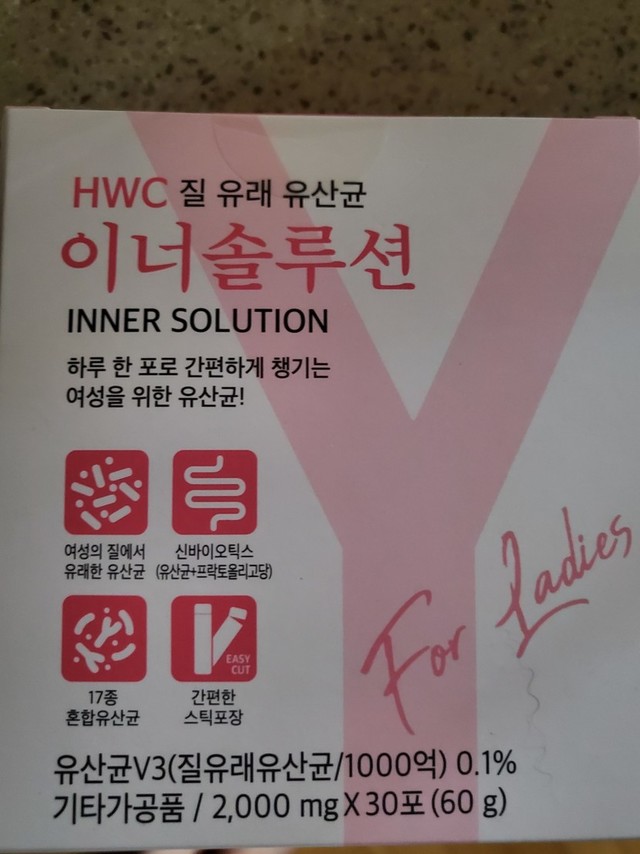 HWC 질 유래 유산균
이너솔루션
INNER SOLUTION
하루 한 포로 간편하게 챙기는
여성을 위한 유산균!
여성의 질에서
유래한 유산균
신바이오틱스
(유산균+프락토올리고당)
17종
혼합유산균
EASY
CUT
간편한
스틱포장
For Ladies
유산균V3(질유래유산균/1000억) 0.1%
기타가공품 / 2,000 mg X 30포 (60 g)